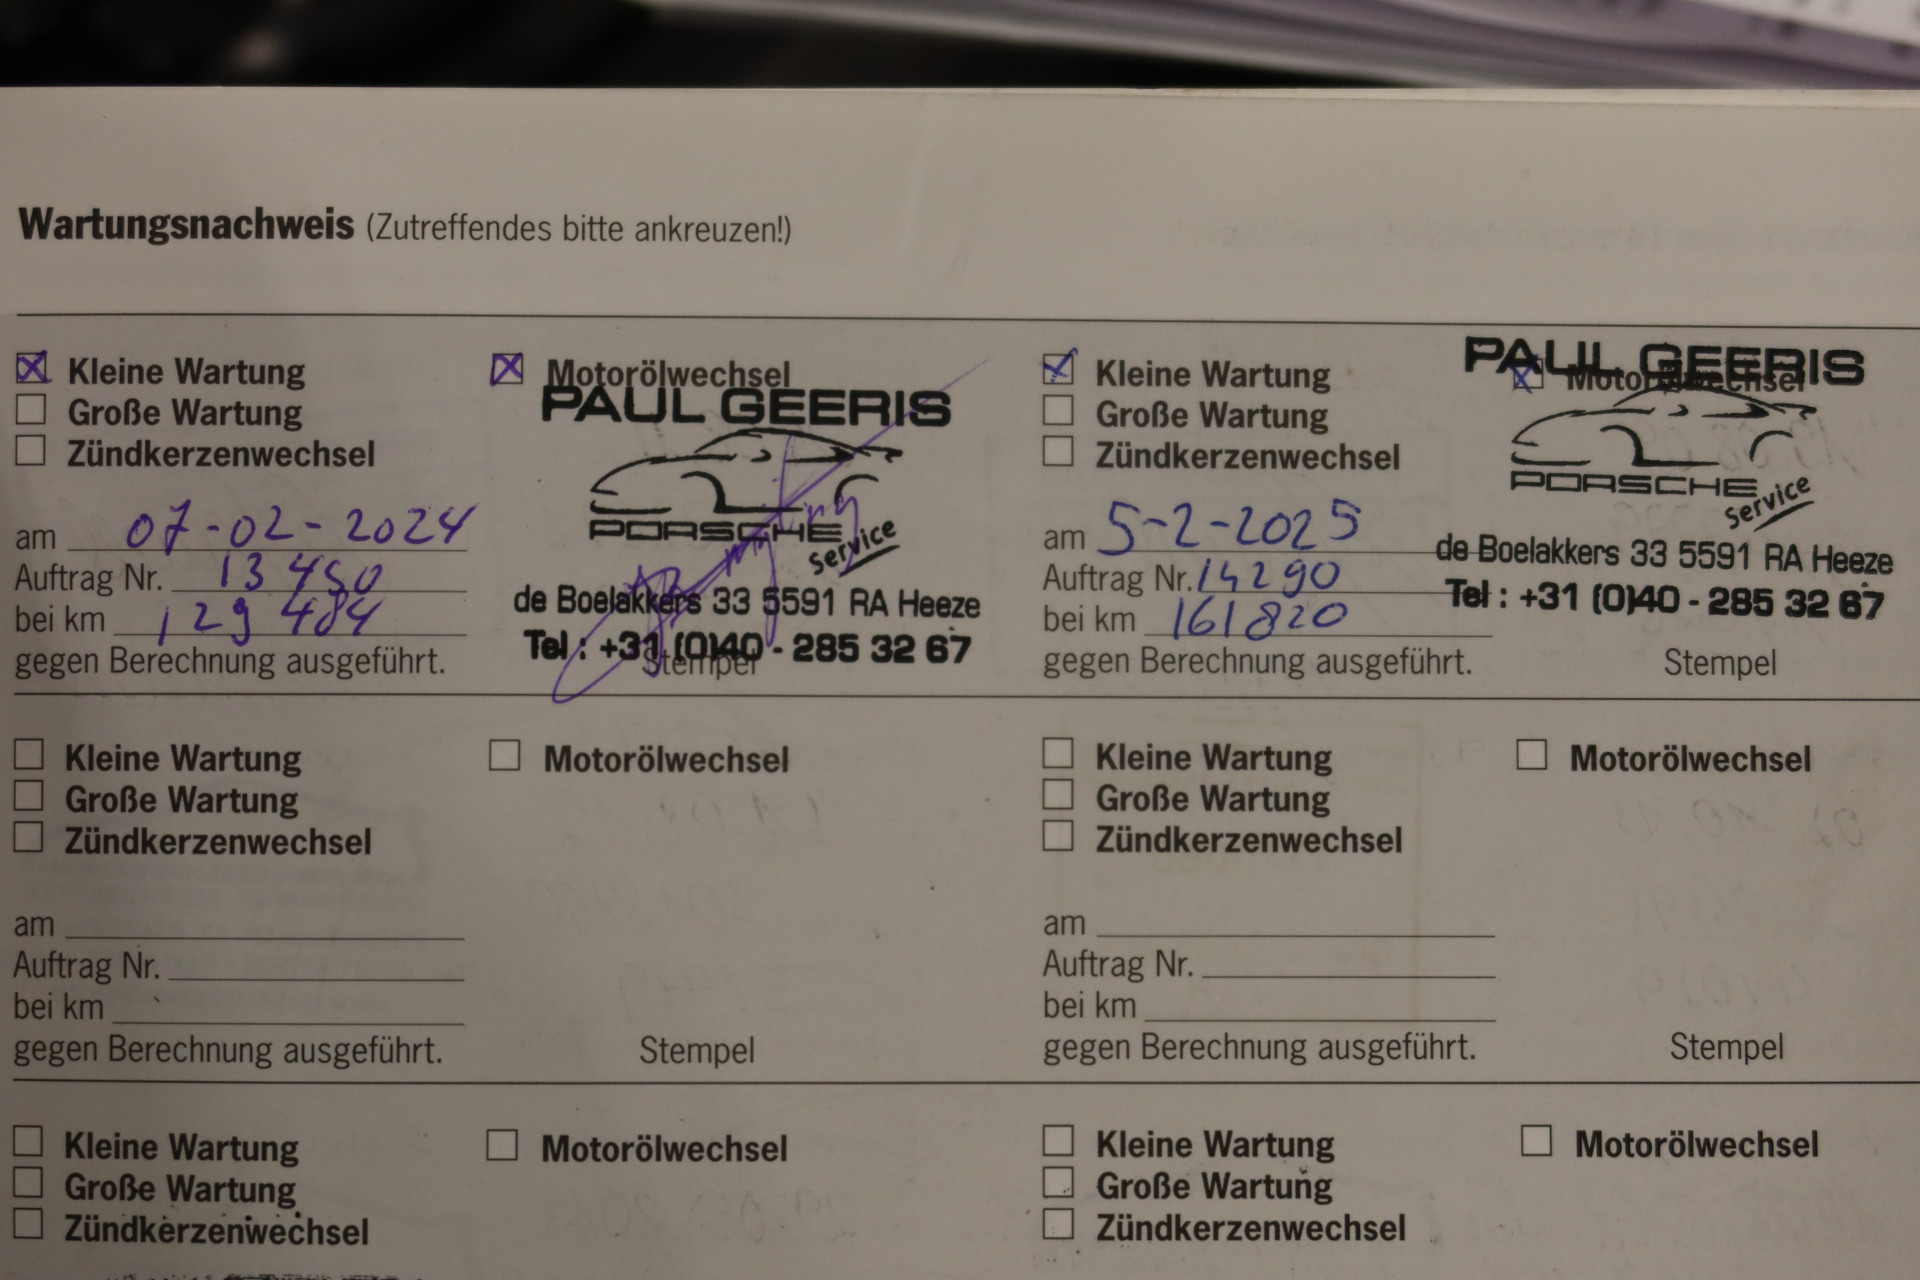 Wartungsnachweis (Zutreffendes bitte ankreuzen!)
Kleine Wartung
Große Wartung
Zündkerzenwechsel
Motorölwechsel
PAUL GEERIS
PORSCHE
Service
de Boelakkers 33 5591 RA Heeze
Tel : +31 (0)40 - 285 32 67
Stempel
am 07-02-2024
Auftrag Nr. 13450
bei km 129484
gegen Berechnung ausgeführt.
Kleine Wartung
Große Wartung
Zündkerzenwechsel
Motorölwechsel
PAUL GEERIS
PORSCHE
Service
de Boelakkers 33 5591 RA Heeze
Tel : +31 (0)40 - 285 32 67
am 5-2-2025
Auftrag Nr. 14290
bei km 161820
gegen Berechnung ausgeführt.
Stempel
Kleine Wartung
Große Wartung
Zündkerzenwechsel
Motorölwechsel
am
Auftrag Nr.
bei km
gegen Berechnung ausgeführt.
Stempel
Kleine Wartung
Große Wartung
Zündkerzenwechsel
Motorölwechsel
am
Auftrag Nr.
bei km
gegen Berechnung ausgeführt.
Stempel
Kleine Wartung
Große Wartung
Zündkerzenwechsel
Motorölwechsel
Kleine Wartung
Große Wartung
Zündkerzenwechsel
Motorölwechsel